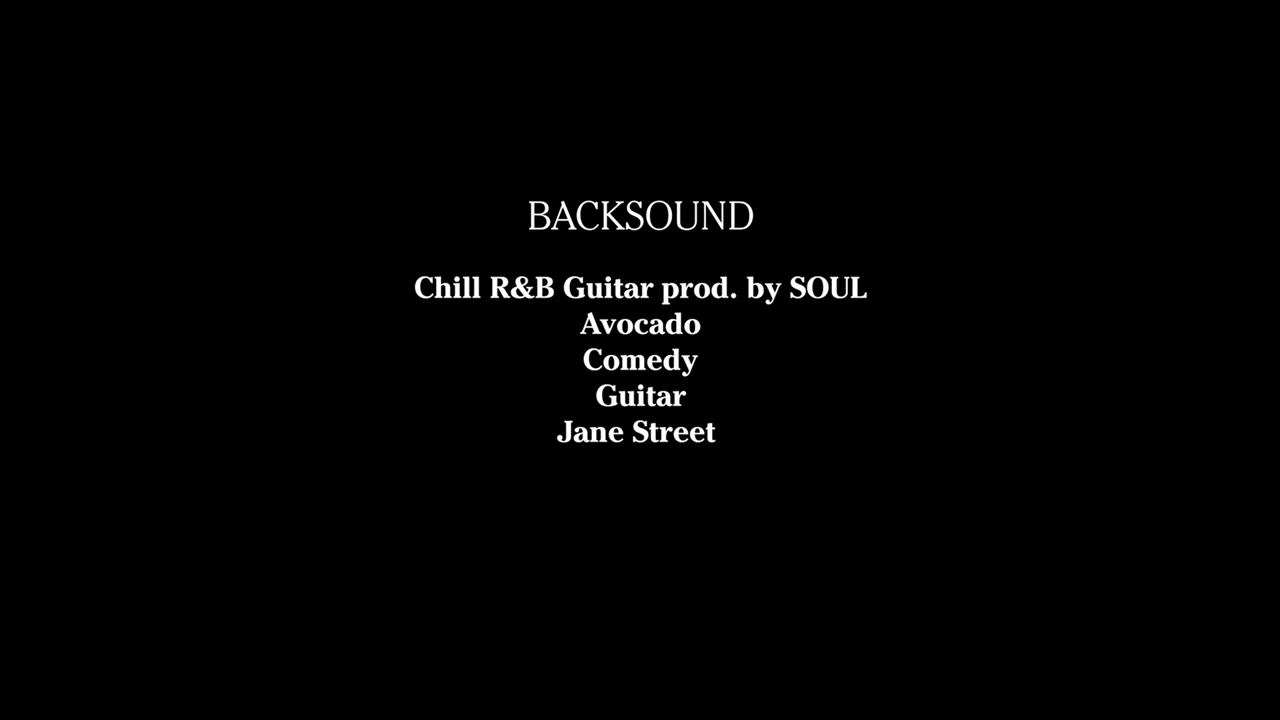 BACKSOUND
Chill R&B Guitar prod. by SOUL
Avocado
Comedy
Guitar
Jane Street